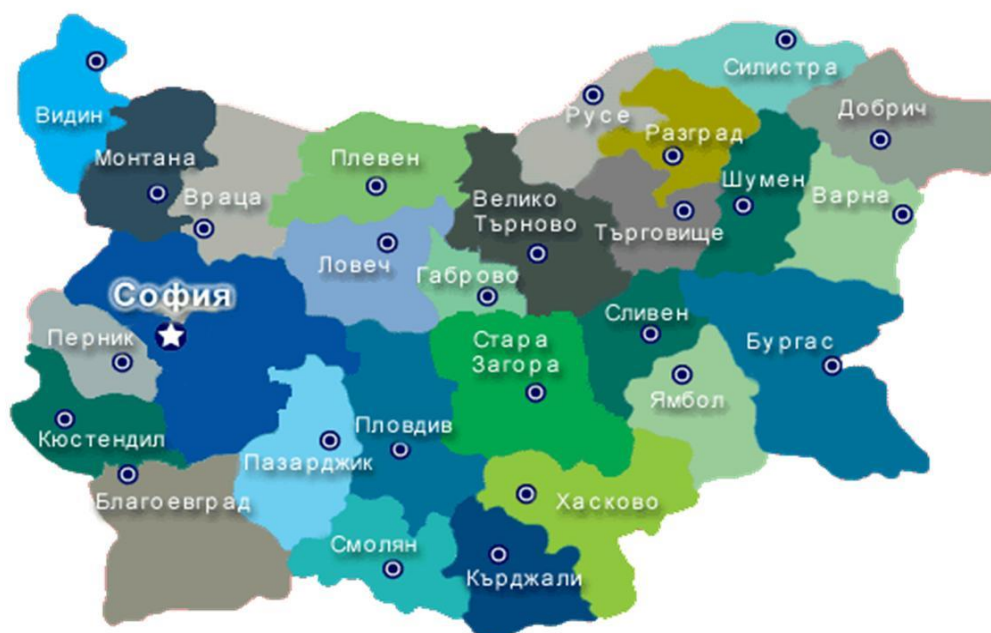 Видин
Монтана
Враца
Плевен
Велико
Търново
Русе
Разград
Силистра
Добрич
Шумен
Варна
Търговище
Ловеч
Габрово
София
Перник
Стара
Загора
Сливен
Бургас
Ямбол
Кюстендил
Благоевград
Пазарджик
Пловдив
Хасково
Смолян
Кърджали